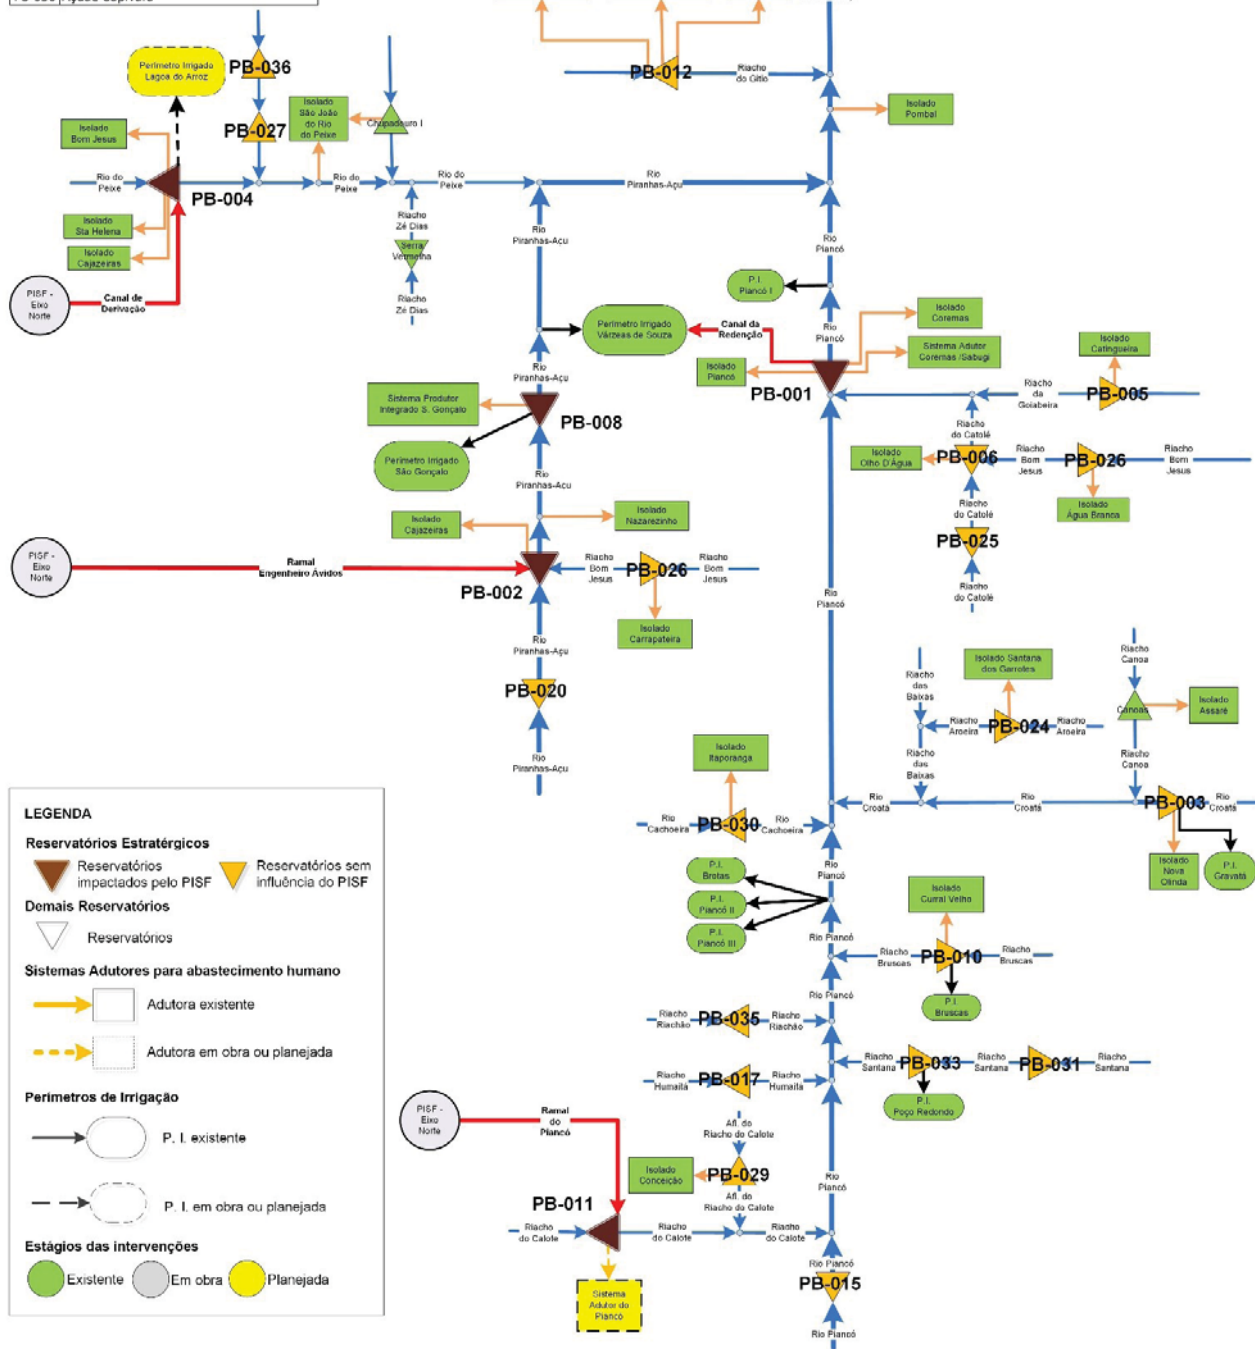 PB-012
Riacho
do Gitio
Isolado
Pombal
Perímetro Irrigado
Lagoa do Arroz
PB-036
Isolado
Bom Jesus
PB-027
Isolado
São João
do Rio
do Peixe
Chupadouro I
Rio do
Peixe
PB-004
Rio do
Peixe
Rio do
Peixe
Rio
Piranhas-Açu
Isolado
Sta Helena
Isolado
Cajazeiras
Riacho
Zé Dias
Serra
Vermelha
Riacho
Zé Dias
Rio
Piranhas-Açu
Rio
Piancó
PISF -
Eixo
Norte
Canal de
Derivação
P.I.
Piancó I
Perímetro Irrigado
Várzeas de Sousa
Canal da
Redenção
Rio
Piancó
Isolado
Coremas
Sistema Adutor
Coremas /Sabugi
Isolado
Catingueira
Isolado
Piancó
PB-001
Rio
Piranhas-Açu
Riacho
da
Goiabeira
PB-005
Sistema Produtor
Integrado S. Gonçalo
PB-008
Perímetro Irrigado
São Gonçalo
Riacho
do Catolé
Isolado
Olho D'Água
PB-006
Riacho
Bom
Jesus
PB-026
Riacho
Bom
Jesus
Rio
Piranhas-Açu
Riacho
do Catolé
Isolado
Água Branca
Isolado
Cajazeiras
Isolado
Nazarezinho
PB-025
PISF -
Eixo
Norte
Ramal
Engenheiro Ávidos
PB-002
Riacho
Bom
Jesus
PB-026
Riacho
Bom
Jesus
Riacho
do Catolé
Rio
Piancó
Isolado
Carrapateira
Rio
Piranhas-Açu
PB-020
Rio
Piranhas-Açu
Riacho
das
Baixas
Isolado Santana
dos Garrotes
Riacho
Canoa
Riacho
Aroeira
PB-024
Riacho
Aroeira
Canoas
Isolado
Assaré
Isolado
Itaporanga
Riacho
das
Baixas
Riacho
Canoa
Rio
Croatá
Rio
Croatá
PB-003
Rio
Croatá
Rio
Cachoeira
PB-030
Rio
Cachoeira
Isolado
Nova
Olinda
P.I.
Gravatá
P.I.
Brotas
P.I.
Piancó II
P.I.
Piancó III
Rio
Piancó
Isolado
Curral Velho
Rio Piancó
Riacho
Bruscas
PB-010
Riacho
Bruscas
P.I.
Bruscas
Rio Piancó
Riacho
Riachão
PB-035
Riacho
Riachão
Riacho
Santana
PB-033
Riacho
Santana
PB-031
Riacho
Santana
P.I.
Poço Redondo
Riacho
Humaitá
PB-017
Riacho
Humaitá
PISF -
Eixo
Norte
Ramal
do
Piancó
Afl. do
Riacho do Calote
Isolado
Conceição
PB-029
Afl. do
Riacho do Calote
Rio
Piancó
PB-011
Riacho
do Calote
Riacho
do Calote
Riacho
do Calote
Rio Piancó
PB-015
Rio Piancó
Sistema
Adutor do
Piancó
LEGENDA
Reservatórios Estratérgicos
Reservatórios
impactados pelo PISF
Reservatórios sem
influência do PISF
Demais Reservatórios
Reservatórios
Sistemas Adutores para abastecimento humano
Adutora existente
Adutora em obra ou planejada
Perímetros de Irrigação
P. I. existente
P. I. em obra ou planejada
Estágios das intervenções
Existente
Em obra
Planejada